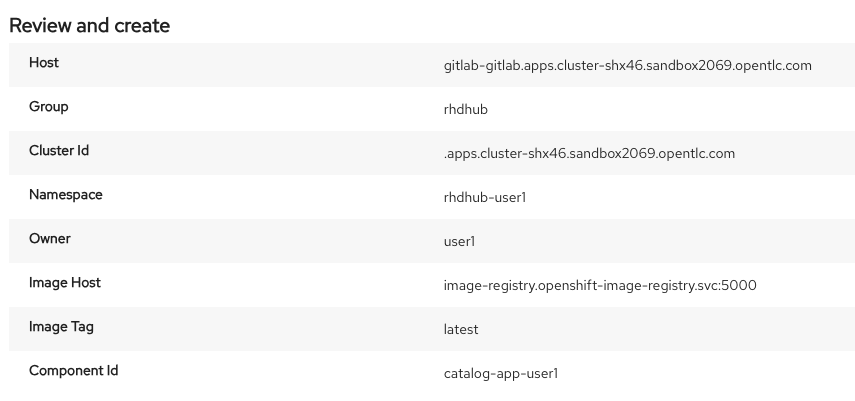 Review and create
Host gitlab-gitlab.apps.cluster-shx46.sandbox2069.opentlc.com
Group rhdhub
Cluster Id .apps.cluster-shx46.sandbox2069.opentlc.com
Namespace rhdhub-user1
Owner user1
Image Host image-registry.openshift-image-registry.svc:5000
Image Tag latest
Component Id catalog-app-user1